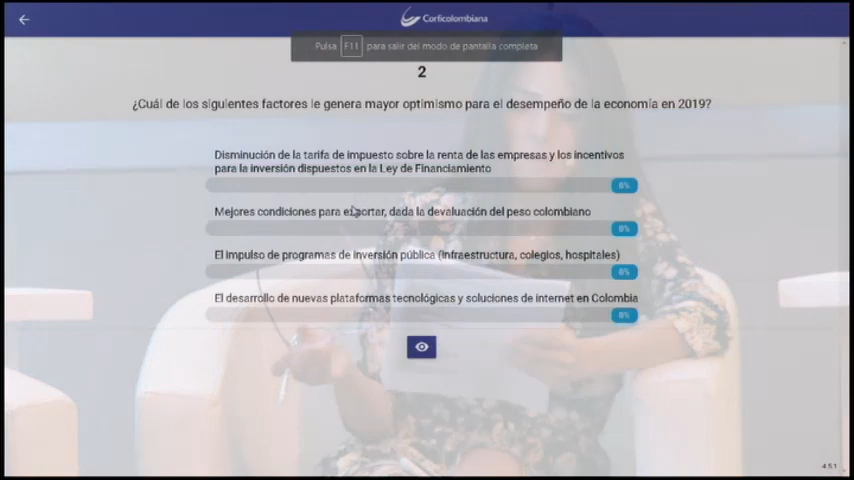 Corficolombiana
Pulsa F11 para salir del modo de pantalla completa
2
¿Cuál de los siguientes factores le genera mayor optimismo para el desempeño de la economía en 2019?
Disminución de la tarifa de impuesto sobre la renta de las empresas y los incentivos
para la inversión dispuestos en la Ley de Financiamiento
0%
Mejores condiciones para exportar, dada la devaluación del peso colombiano
0%
El impulso de programas de inversión pública (infraestructura, colegios, hospitales)
0%
El desarrollo de nuevas plataformas tecnológicas y soluciones de internet en Colombia
0%
4.5.1